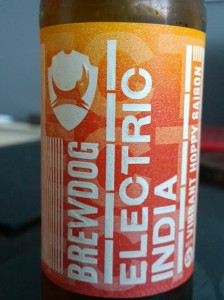 BREWDOG
ELECTRIC
INDIA
VIBRANT HOPPY SAISON